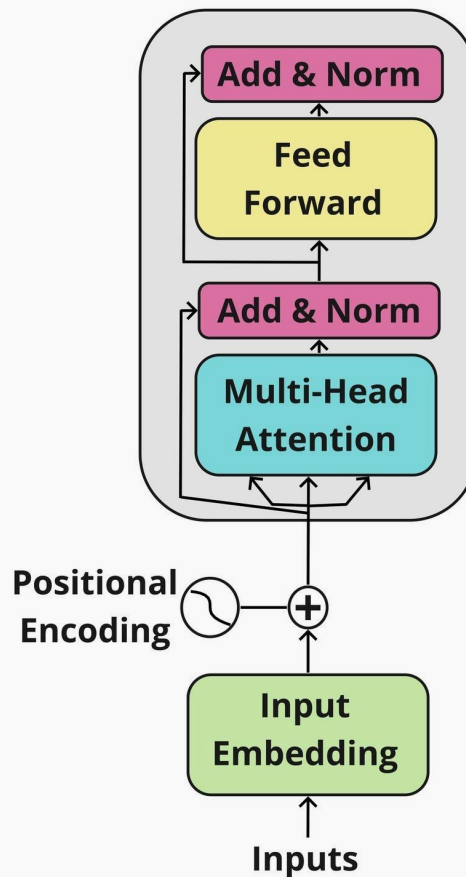 Add & Norm
Feed
Forward
Add & Norm
Multi-Head
Attention
Positional
Encoding
+
Input
Embedding
Inputs